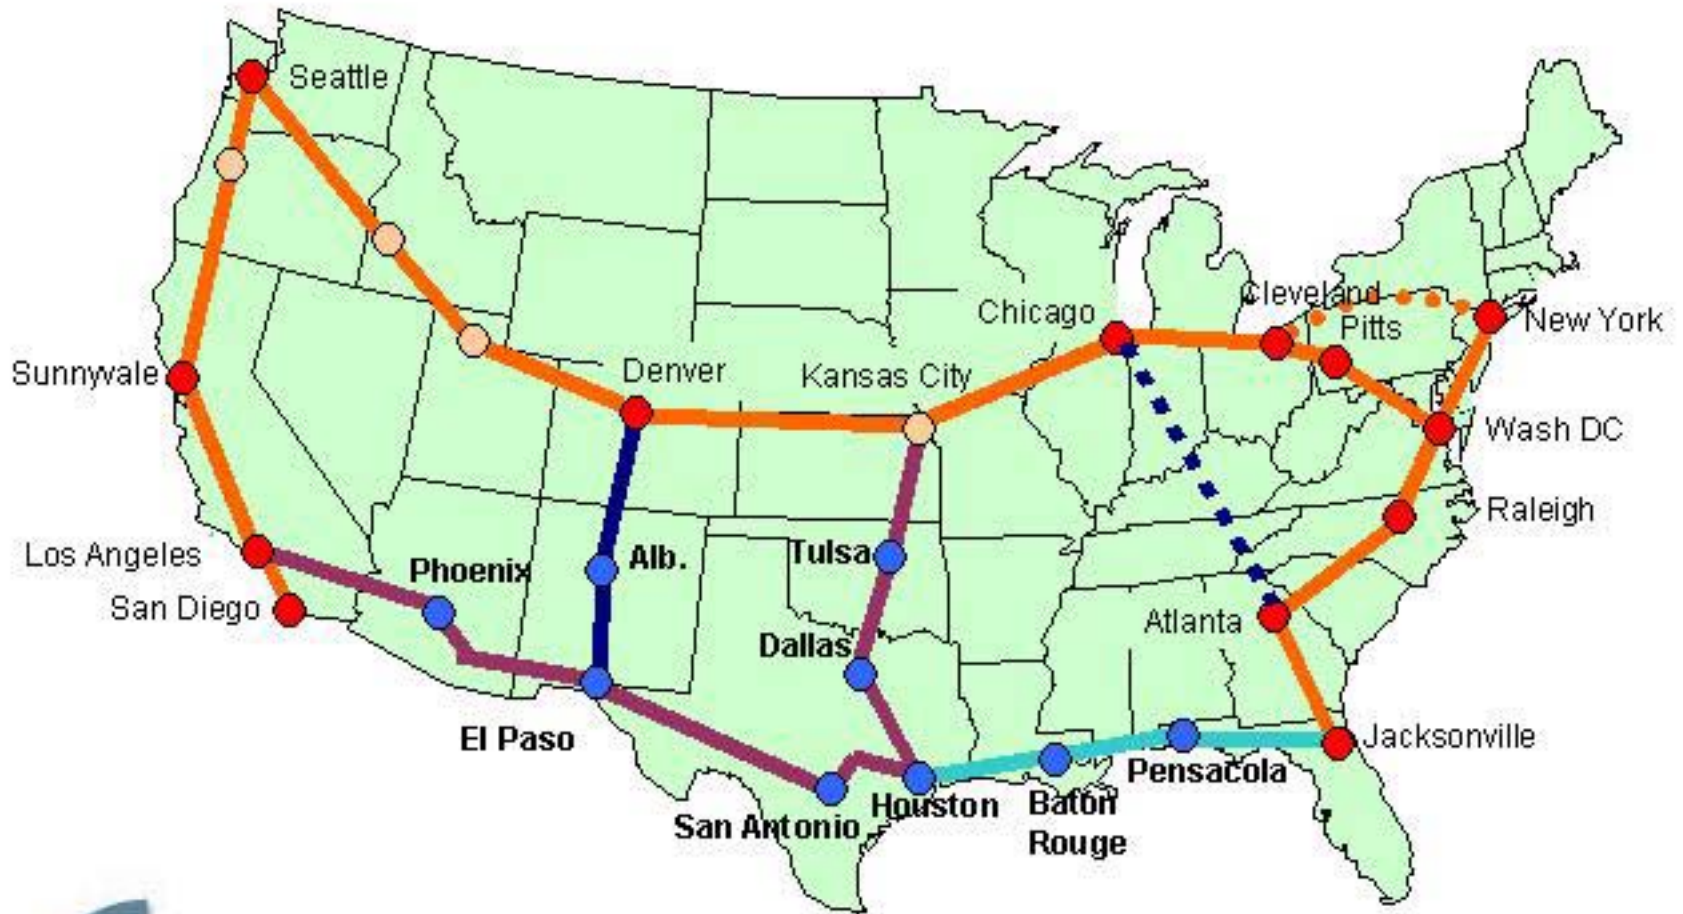 Seattle
Cleveland
Chicago
Pitts
New York
Sunnyvale
Denver
Kansas City
Wash DC
Raleigh
Los Angeles
Phoenix
Alb.
Tulsa
San Diego
Atlanta
Dallas
El Paso
Jacksonville
Pensacola
San Antonio
Houston
Baton
Rouge